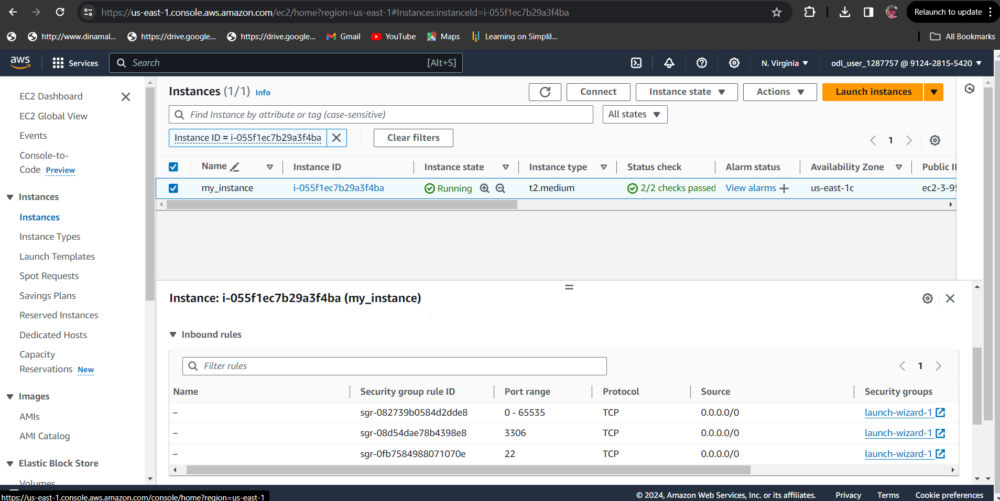 https://us-east-1.console.aws.amazon.com/ec2/home?region=us-east-1#Instances:instanceId=i-055f1ec7b29a3f4ba
Relaunch to update
http://www.dinamal...
https://drive.google...
https://drive.google...
Gmail
YouTube
Maps
Learning on Simplil...
All Bookmarks
aws
Services
Search
[Alt+S]
N. Virginia
odl_user_1287757 @ 9124-2815-5420
EC2 Dashboard
EC2 Global View
Events
Console-to-
Code Preview
Instances
Instances
Instance Types
Launch Templates
Spot Requests
Savings Plans
Reserved Instances
Dedicated Hosts
Capacity
Reservations New
Images
AMIs
AMI Catalog
Elastic Block Store
Volumes
Instances (1/1) Info
Connect
Instance state
Actions
Launch instances
Find Instance by attribute or tag (case-sensitive)
All states
Instance ID = i-055f1ec7b29a3f4ba
Clear filters
1
Name Instance ID Instance state Instance type Status check Alarm status Availability Zone Public I
my_instance i-055f1ec7b29a3f4ba Running t2.medium 2/2 checks passed View alarms + us-east-1c ec2-3-95
Instance: i-055f1ec7b29a3f4ba (my_instance)
Inbound rules
Filter rules
1
Name Security group rule ID Port range Protocol Source Security groups
– sgr-082739b0584d2dde8 0 - 65535 TCP 0.0.0.0/0 launch-wizard-1
– sgr-08d54dae78b4398e8 3306 TCP 0.0.0.0/0 launch-wizard-1
– sgr-0fb7584988071070e 22 TCP 0.0.0.0/0 launch-wizard-1
https://us-east-1.console.aws.amazon.com/console/home?region=us-east-1
© 2024, Amazon Web Services, Inc. or its affiliates.
Privacy
Terms
Cookie preferences